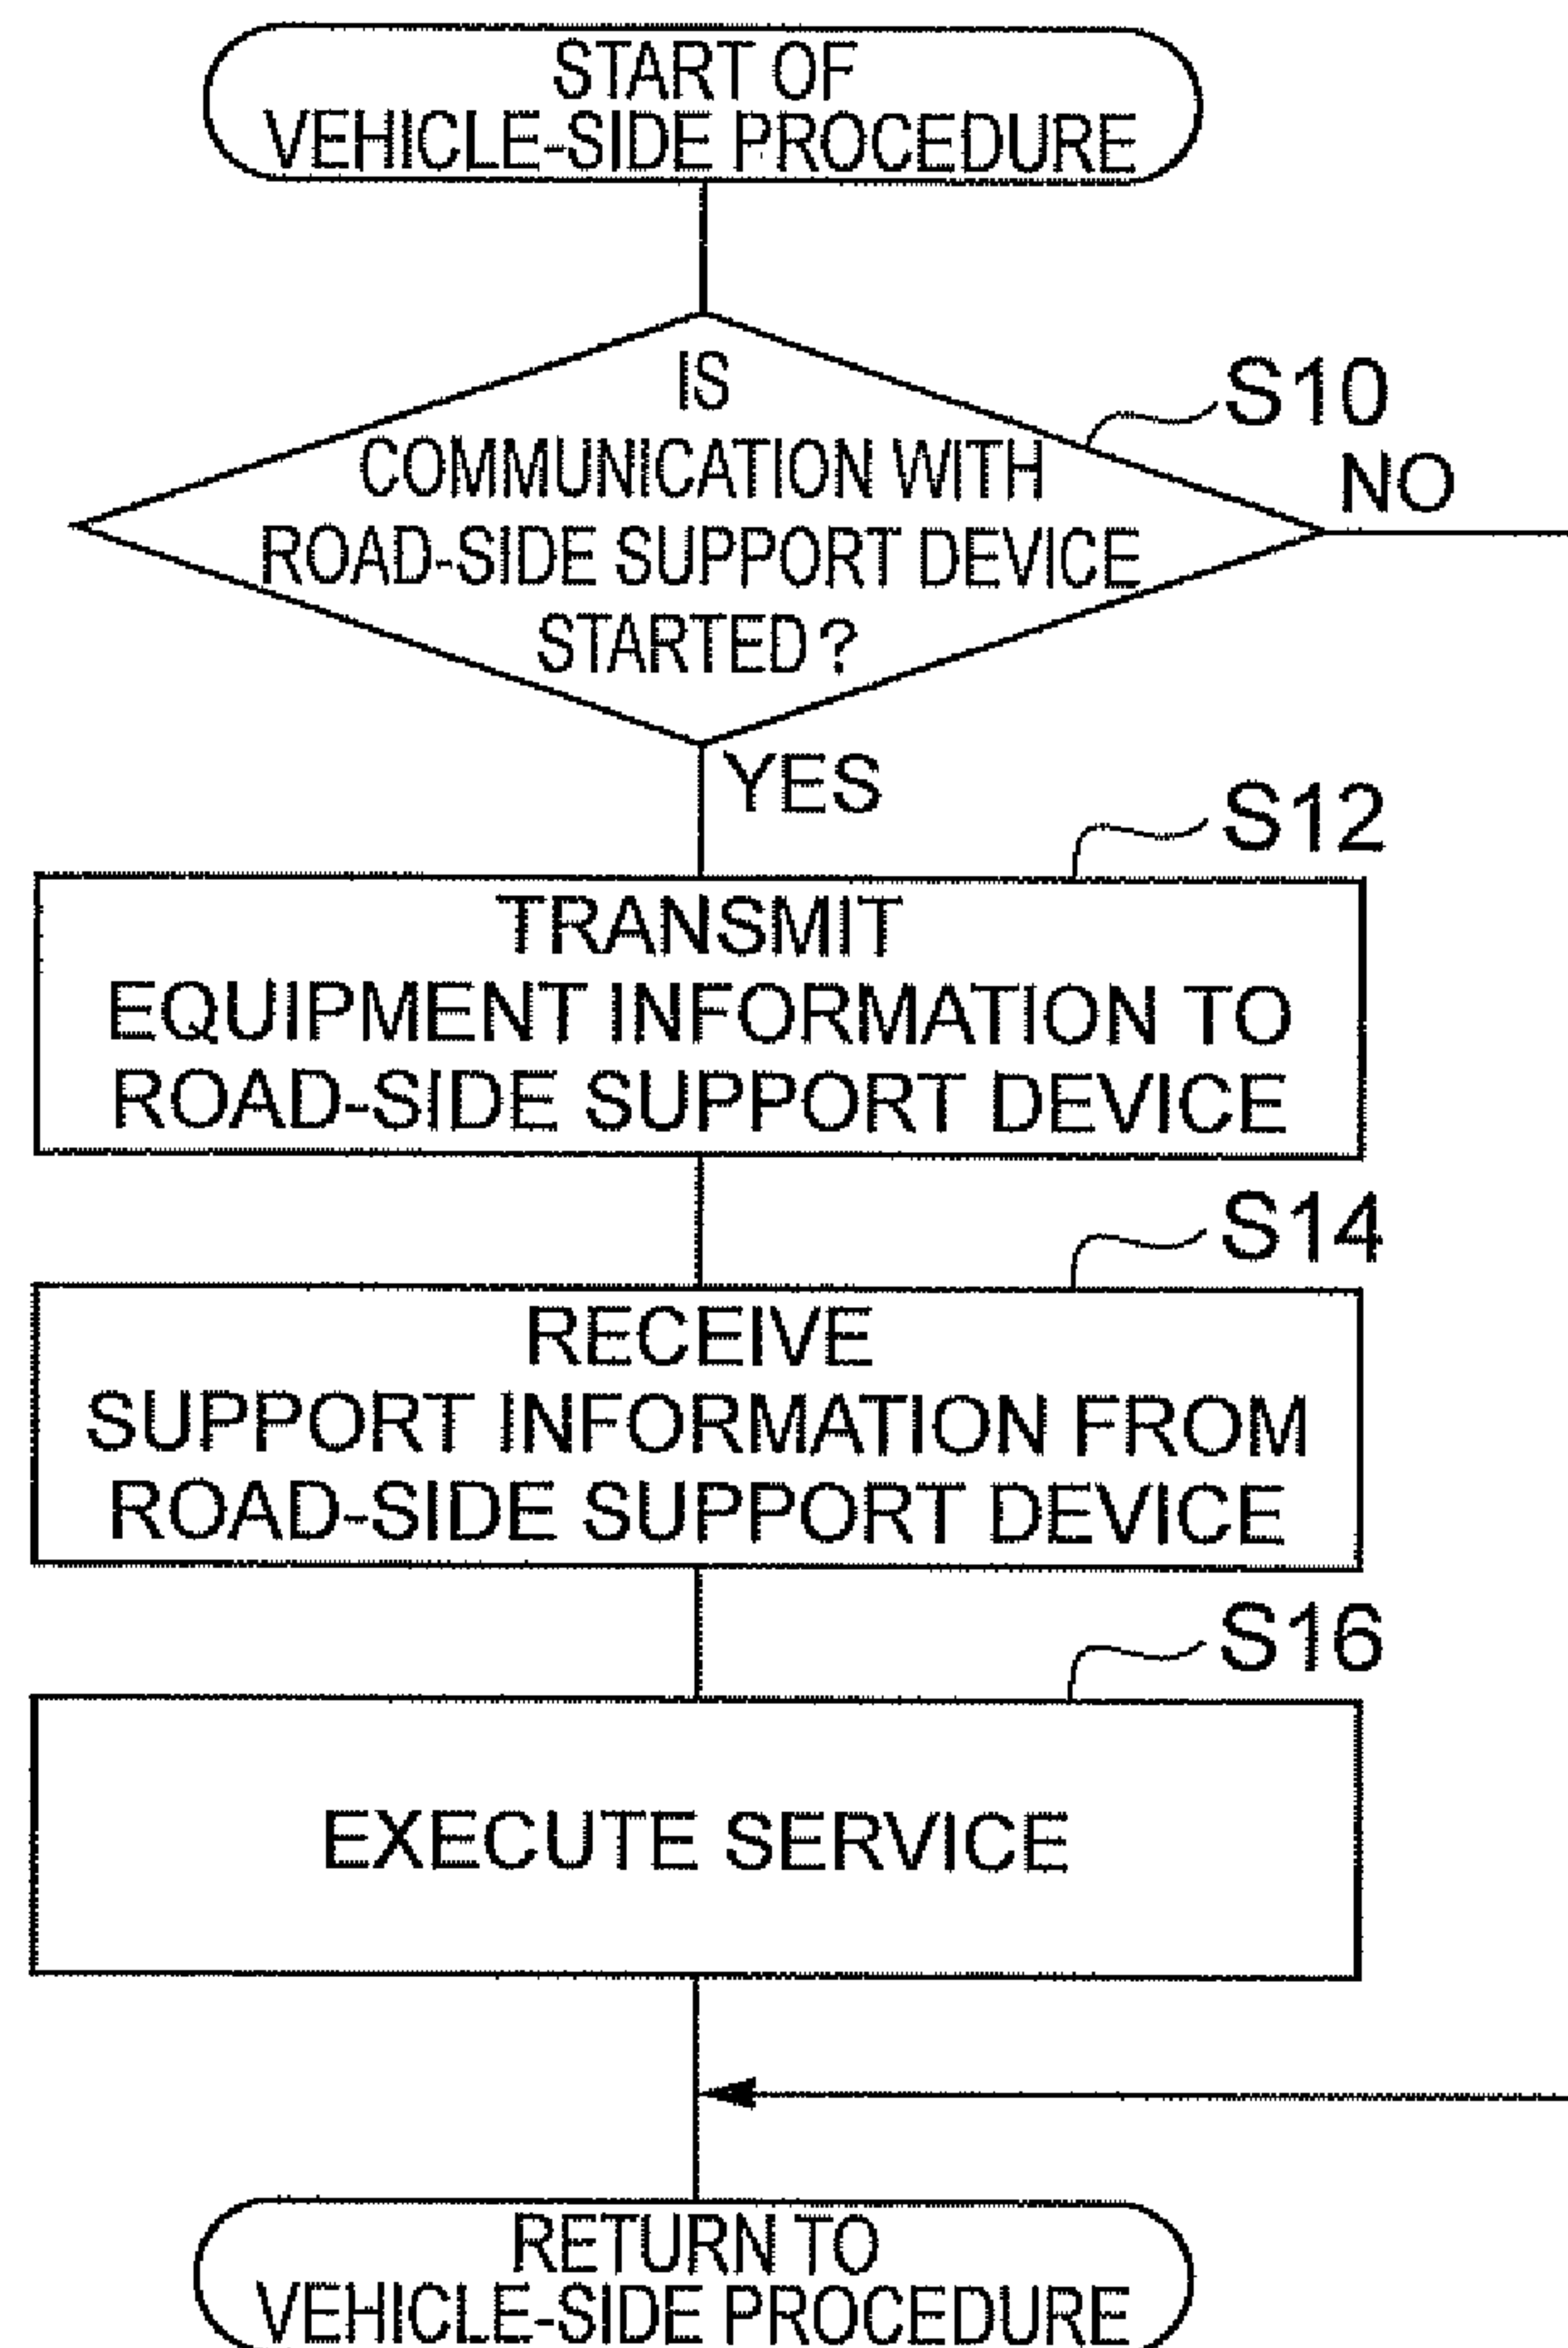 START OF
VEHICLE-SIDE PROCEDURE
IS
COMMUNICATION WITH
ROAD-SIDE SUPPORT DEVICE
STARTED?
S10
NO
YES
S12
TRANSMIT
EQUIPMENT INFORMATION TO
ROAD-SIDE SUPPORT DEVICE
S14
RECEIVE
SUPPORT INFORMATION FROM
ROAD-SIDE SUPPORT DEVICE
S16
EXECUTE SERVICE
RETURN TO
VEHICLE-SIDE PROCEDURE